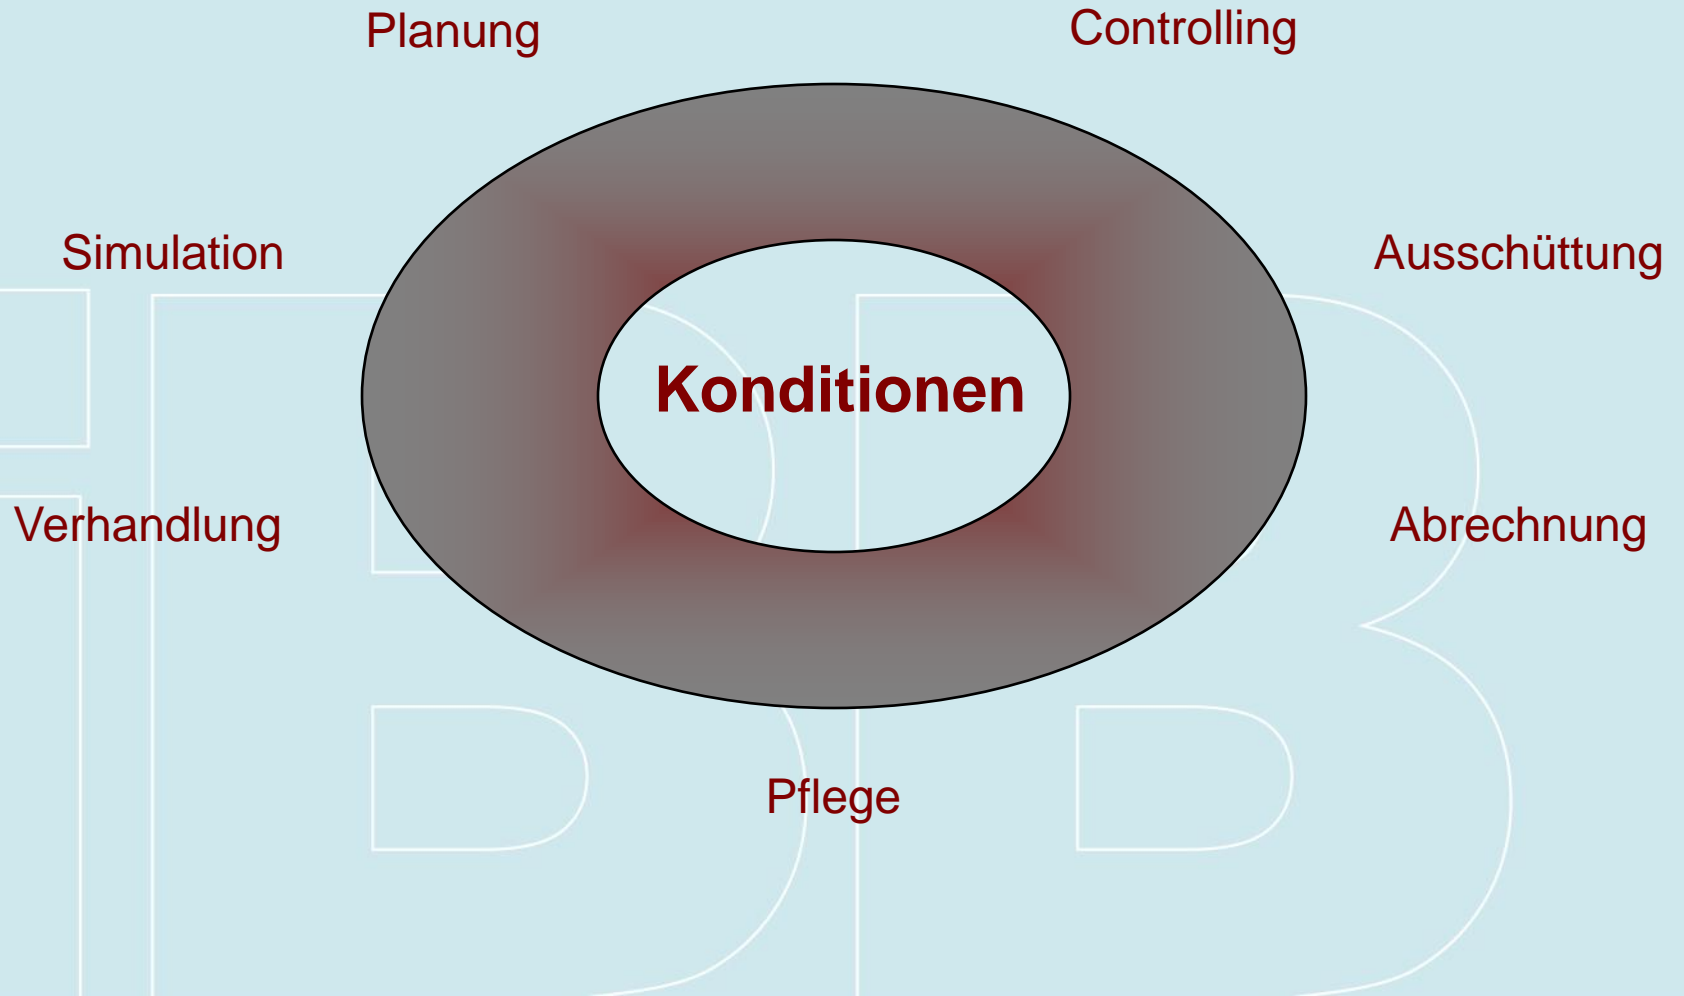 Planung
Controlling
Simulation
Ausschüttung
Konditionen
Verhandlung
Abrechnung
Pflege